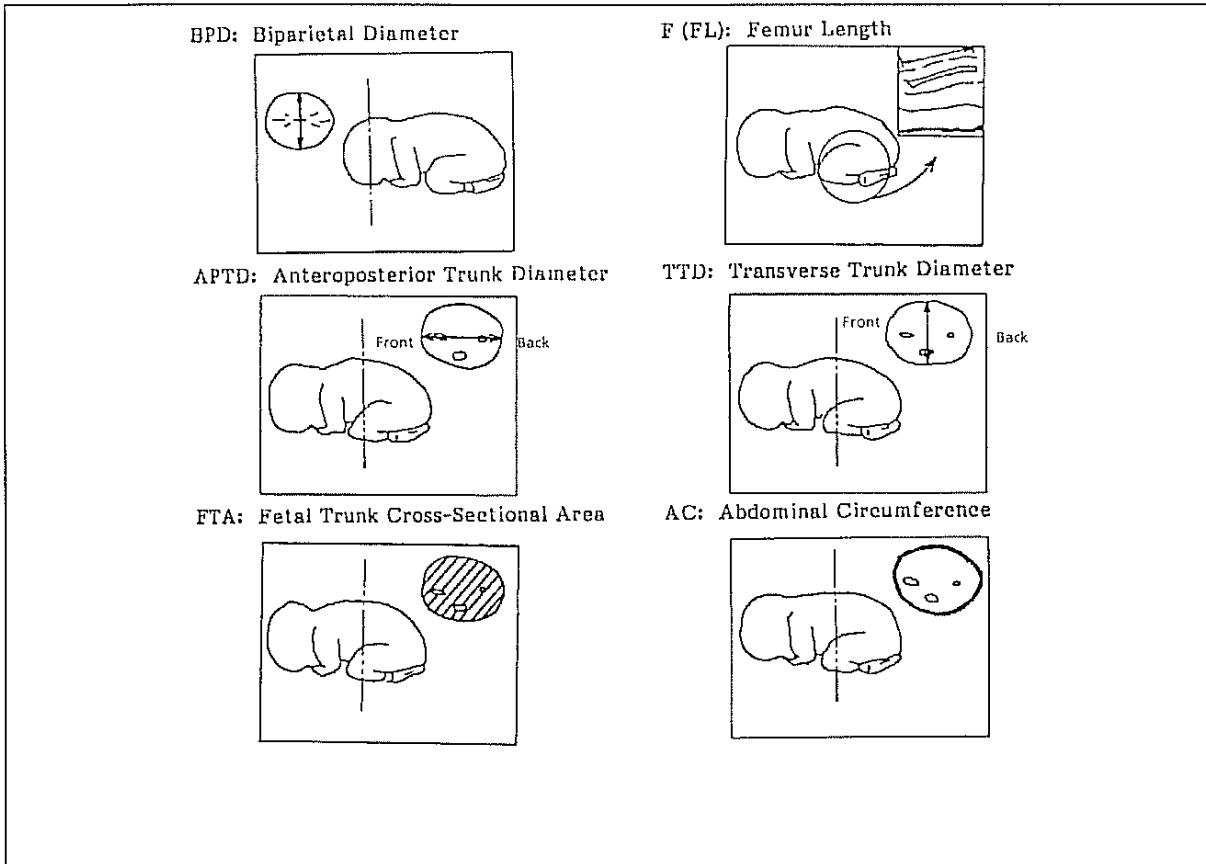 BPD: Biparietal Diameter
F (FL): Femur Length
APTD: Anteroposterior Trunk Diameter
TTD: Transverse Trunk Diameter
Front
Back
Front
Back
FTA: Fetal Trunk Cross-Sectional Area
AC: Abdominal Circumference